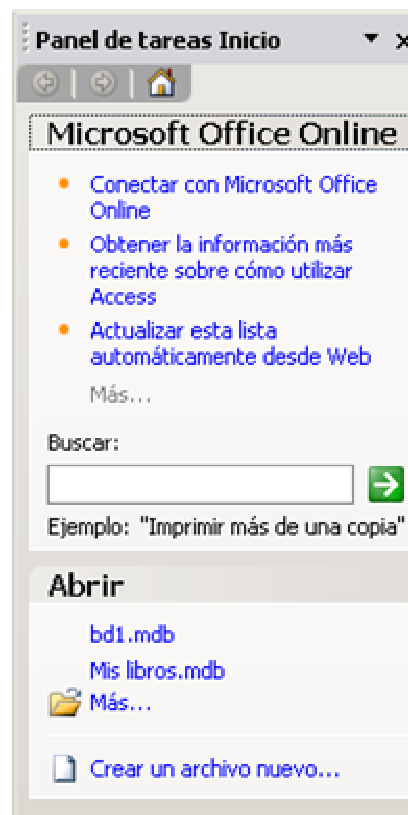 Panel de tareas Inicio
Microsoft Office Online
Conectar con Microsoft Office
Online
Obtener la información más
reciente sobre cómo utilizar
Access
Actualizar esta lista
automáticamente desde Web
Más...
Buscar:
Ejemplo: "Imprimir más de una copia"
Abrir
bd1.mdb
Mis libros.mdb
Más...
Crear un archivo nuevo...